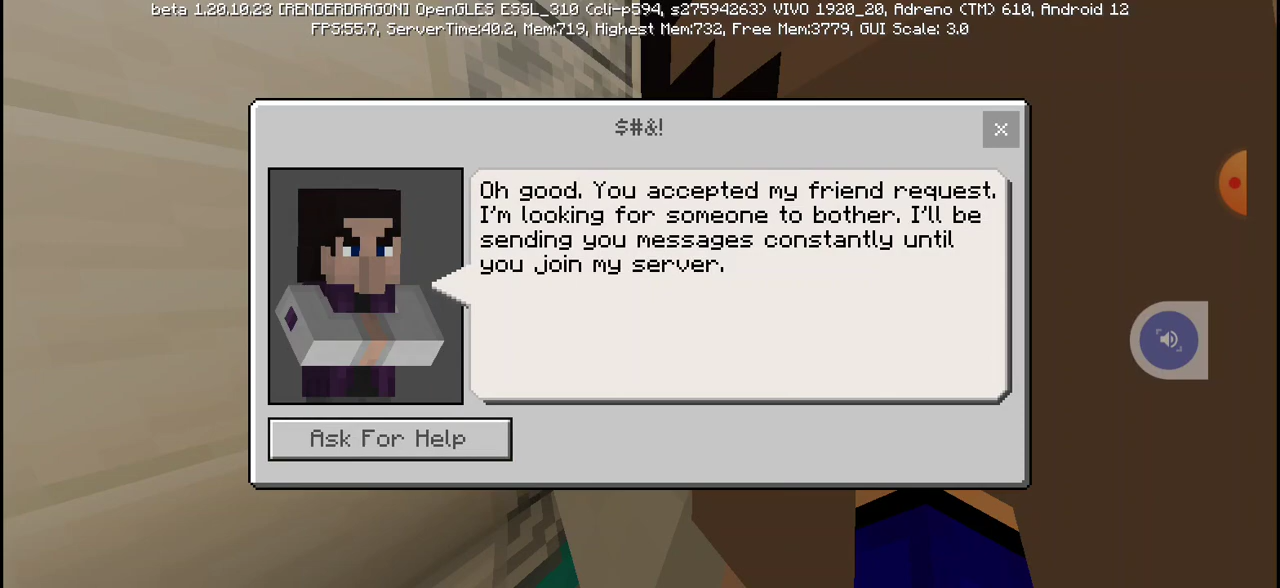 beta 1.20.10.23 [RENDERDRAGON] OpenGLES ESSL_310 (cli-p594, s27594263) VIVO 1920_20, Adreno (TM) 610, Android 12
FPS:55.7, ServerTime:40.2, Mem:719, Highest Mem:732, Free Mem:3779, GUI Scale: 3.0
$#&!
Oh good. You accepted my friend request.
I'm looking for someone to bother. I'll be
sending you messages constantly until
you join my server.
Ask For Help